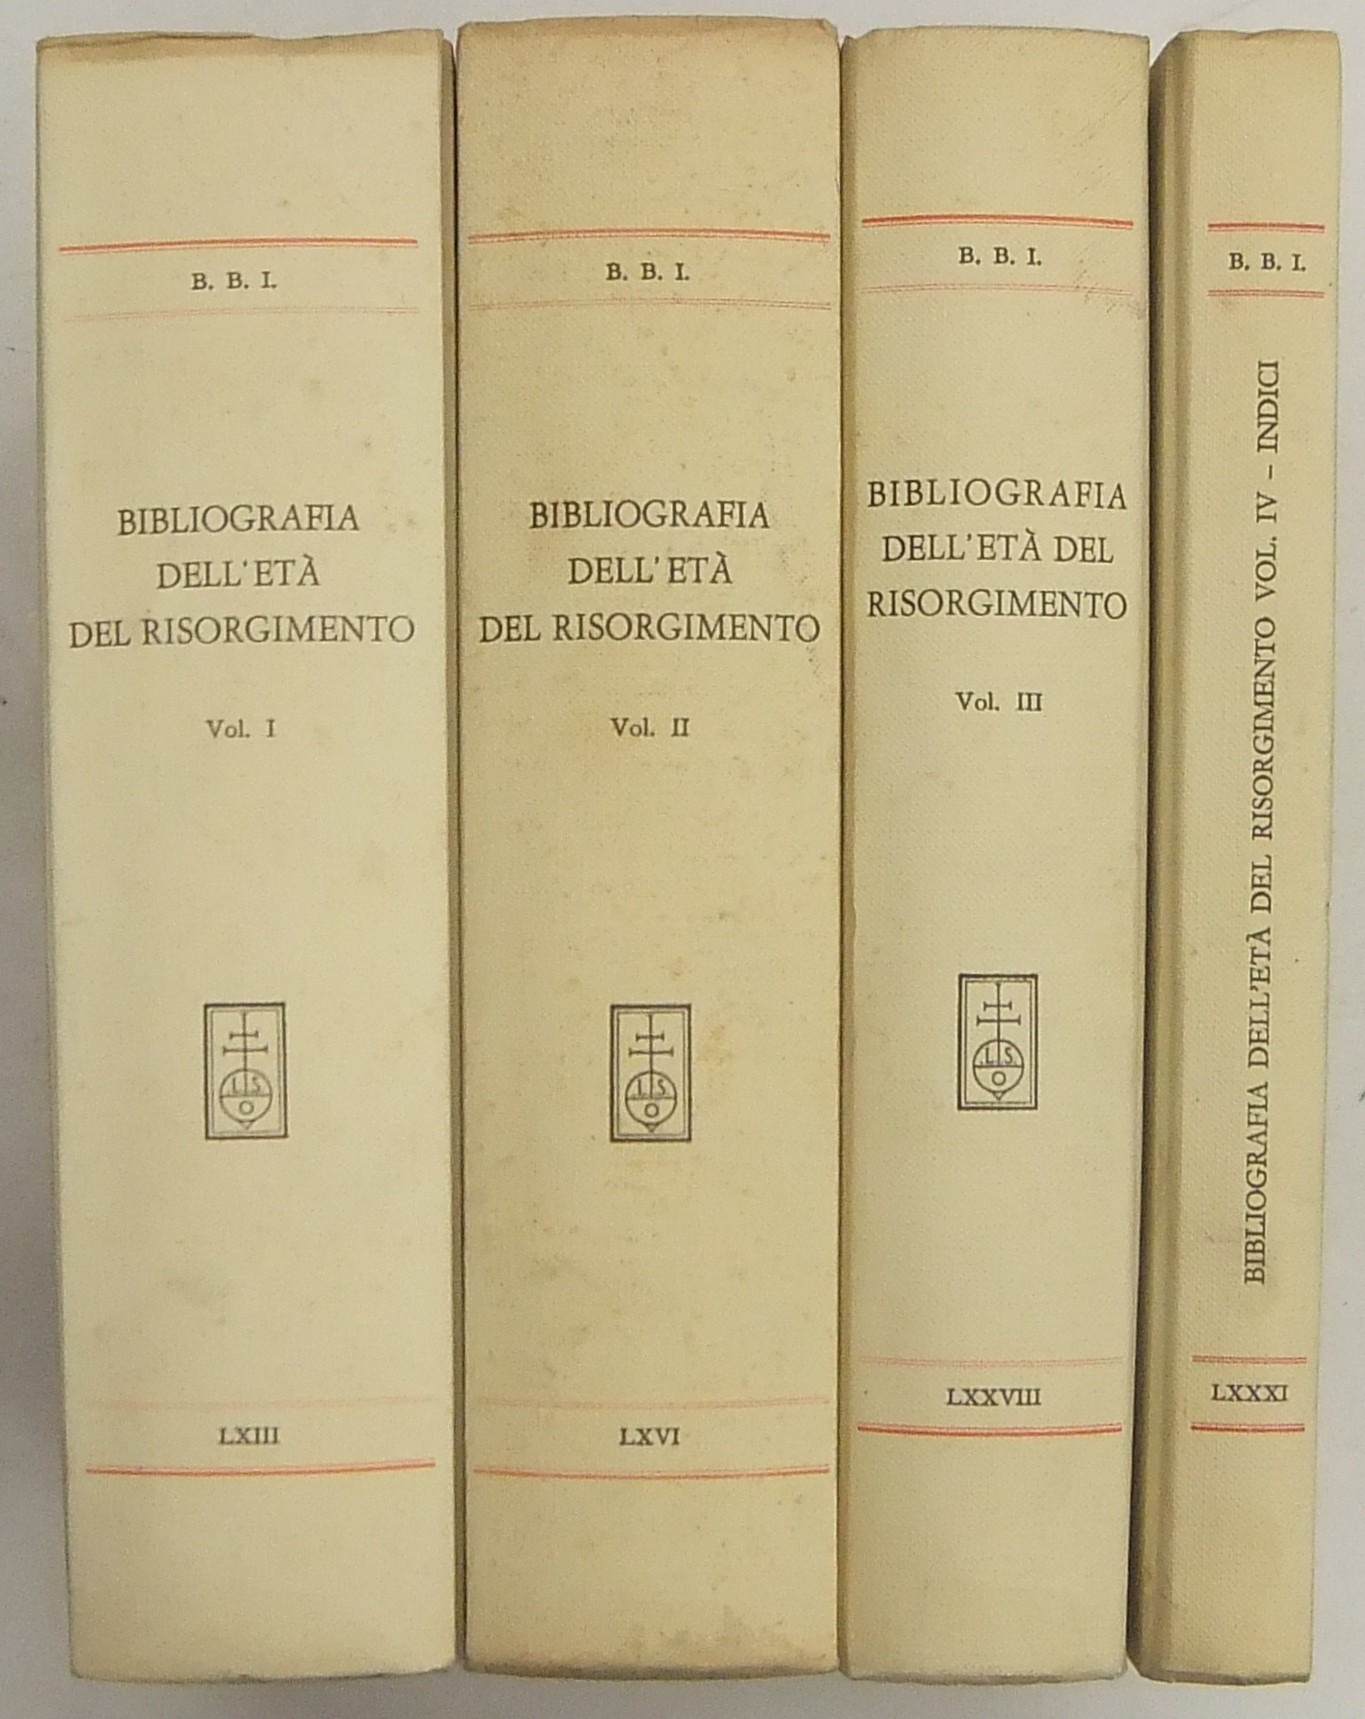 B. B. I.
BIBLIOGRAFIA
DELL'ETÀ
DEL RISORGIMENTO
Vol. I
L S
O
LXIII
B. B. I.
BIBLIOGRAFIA
DELL'ETÀ
DEL RISORGIMENTO
Vol. II
L S
O
LXVI
B. B. I.
BIBLIOGRAFIA
DELL'ETÀ DEL
RISORGIMENTO
Vol. III
L S
O
LXXVIII
B. B. I.
BIBLIOGRAFIA DELL'ETÀ DEL RISORGIMENTO VOL. IV - INDICI
LXXXI